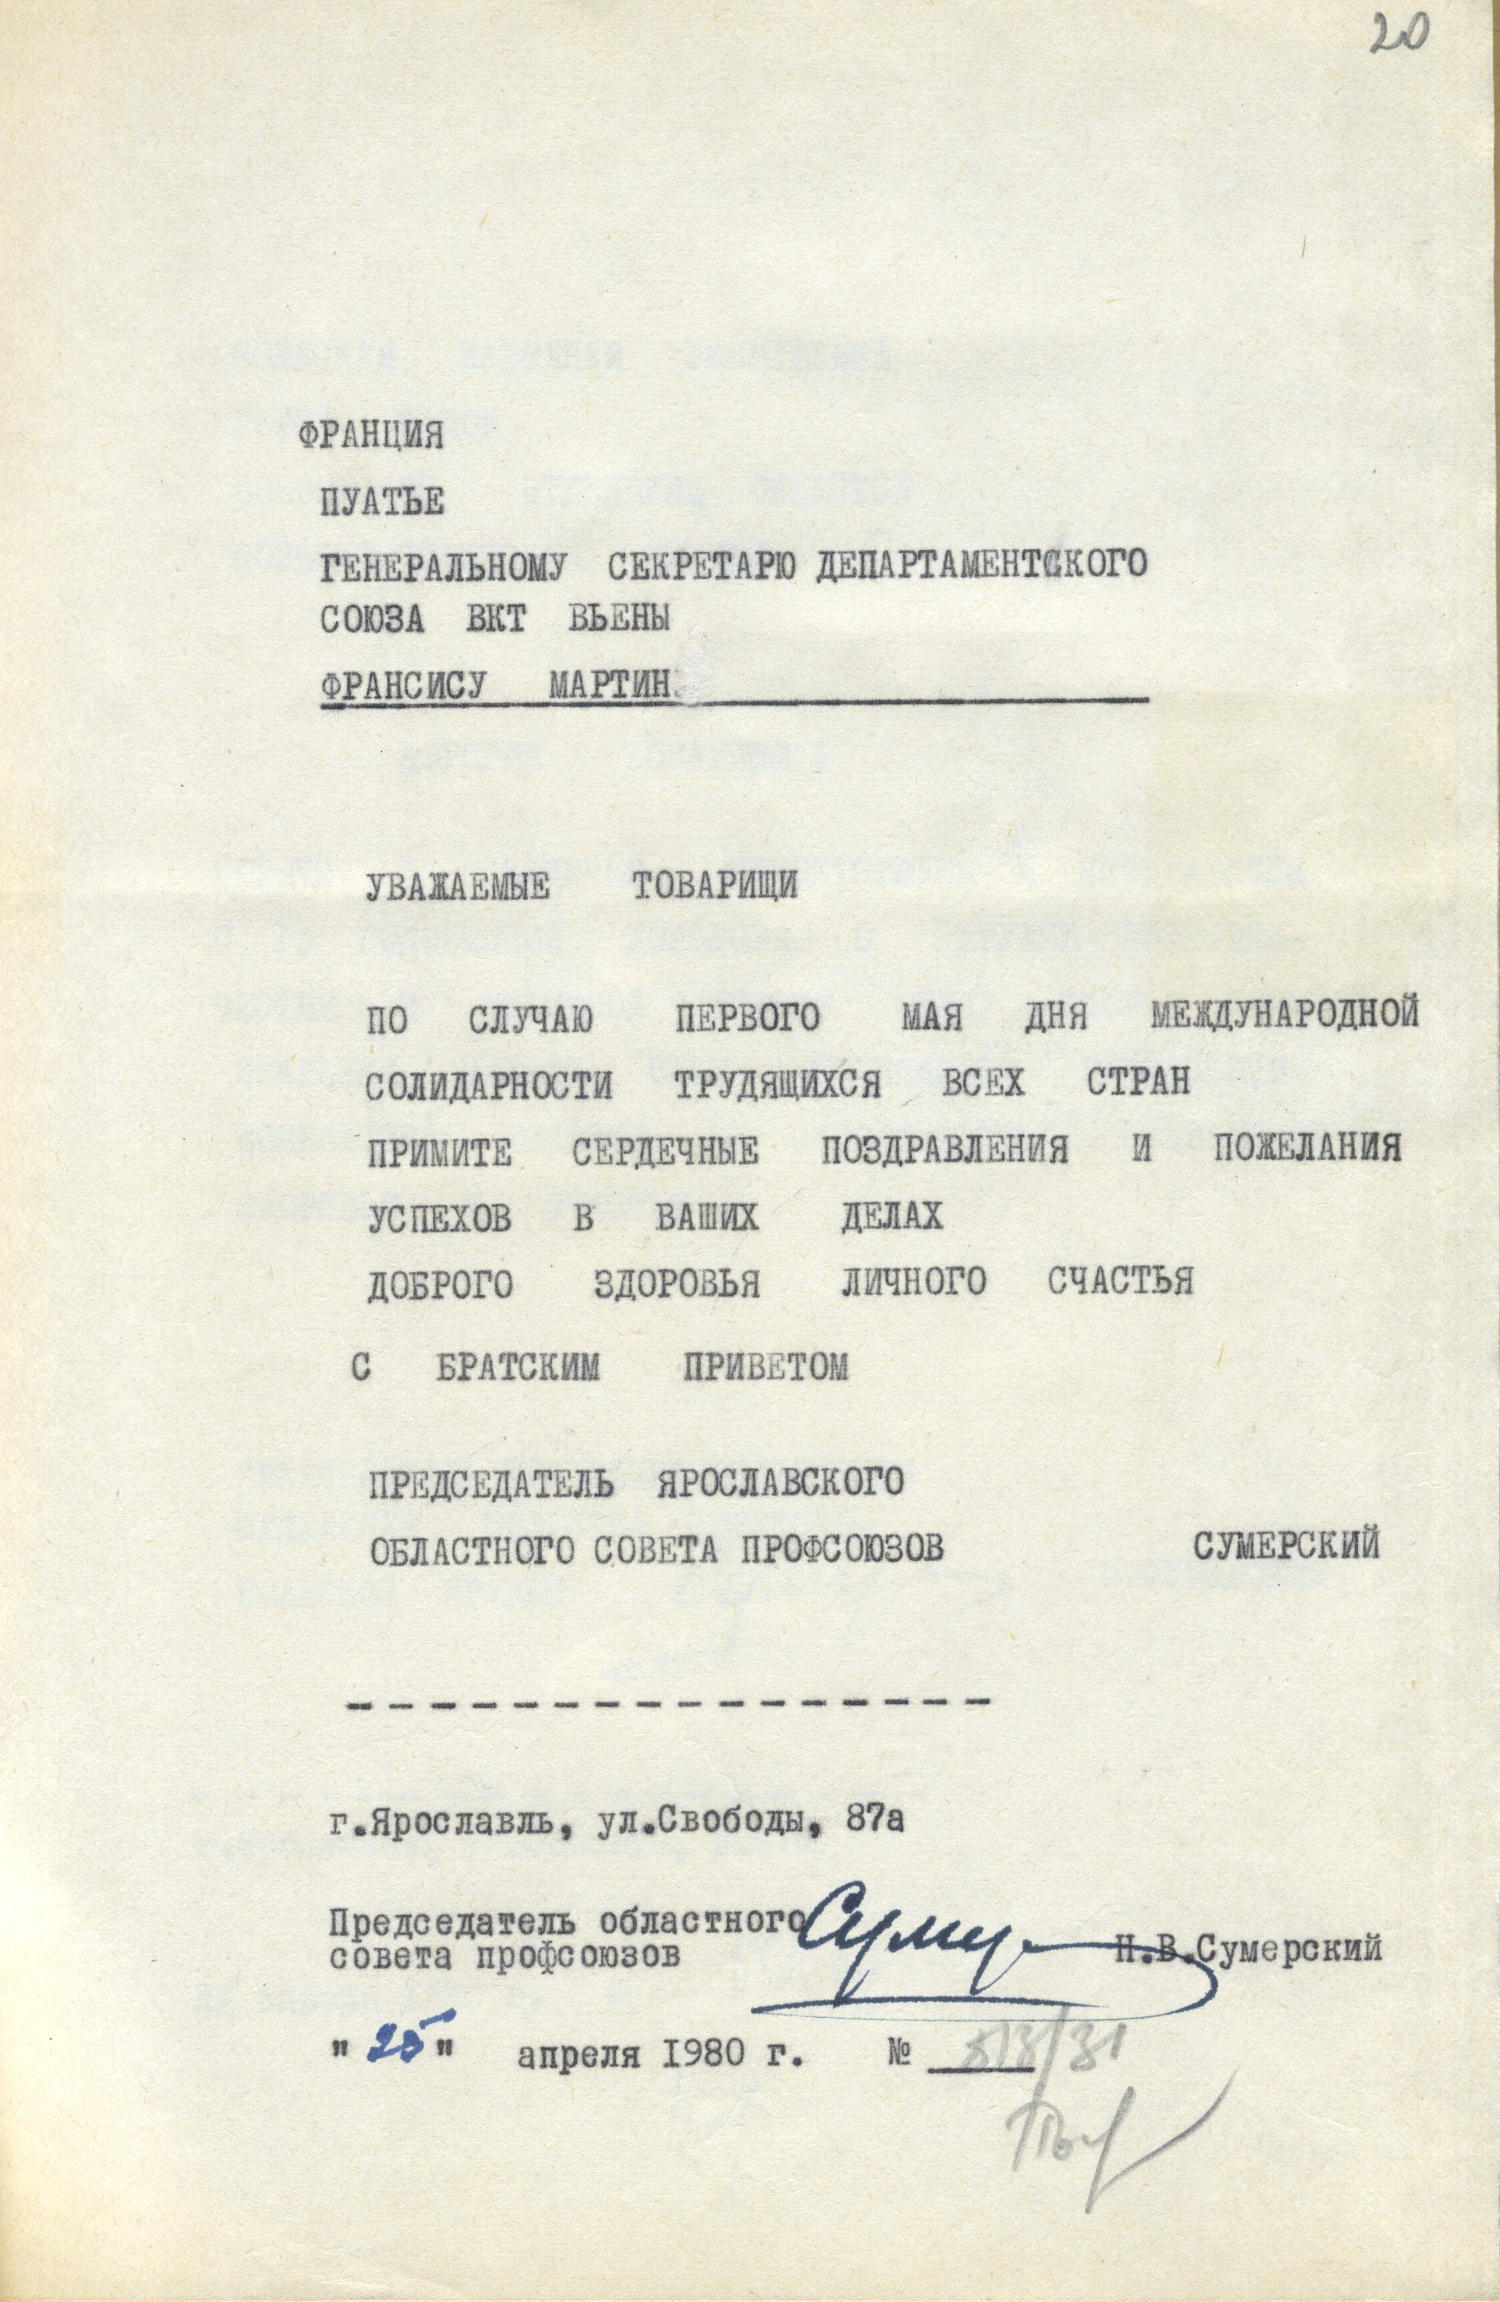 20
ФРАНЦИЯ
ПУАТЬЕ
ГЕНЕРАЛЬНОМУ СЕКРЕТАРЮ ДЕПАРТАМЕНТСКОГО
СОЮЗА ВКТ ВЬЕНЫ
ФРАНСИСУ МАРТИН
УВАЖАЕМЫЕ ТОВАРИЩИ
ПО СЛУЧАЮ ПЕРВОГО МАЯ ДНЯ МЕЖДУНАРОДНОЙ
СОЛИДАРНОСТИ ТРУДЯЩИХСЯ ВСЕХ СТРАН
ПРИМИТЕ СЕРДЕЧНЫЕ ПОЗДРАВЛЕНИЯ И ПОЖЕЛАНИЯ
УСПЕХОВ В ВАШИХ ДЕЛАХ
ДОБРОГО ЗДОРОВЬЯ ЛИЧНОГО СЧАСТЬЯ
С БРАТСКИМ ПРИВЕТОМ
ПРЕДСЕДАТЕЛЬ ЯРОСЛАВСКОГО
ОБЛАСТНОГО СОВЕТА ПРОФСОЮЗОВ СУМЕРСКИЙ
- - - - - - - - - - - - - - - -
г.Ярославль, ул.Свободы, 87а
Председатель областного
совета профсоюзов Н.В.Сумерский
"25" апреля 1980 г. №